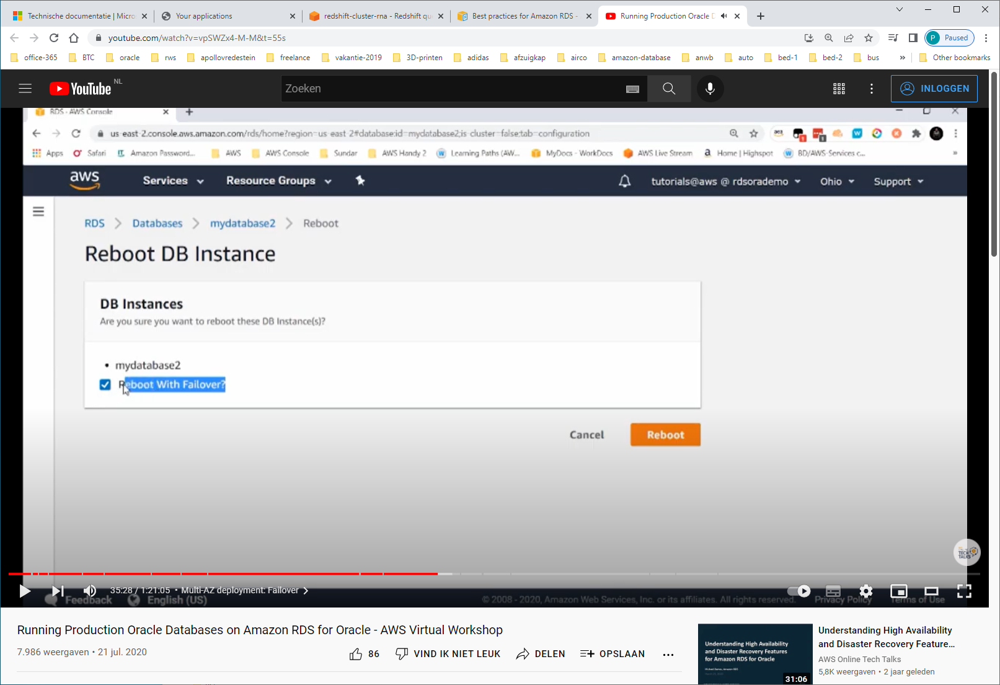 Technische documentatie | Micro
Your applications
redshift-cluster-rna - Redshift qu
Best practices for Amazon RDS -
Running Production Oracle D
youtube.com/watch?v=vpSWZx4-M-M&t=55s
P Paused
office-365 BTC oracle rws apollovredestein freelance vakantie-2019 3D-printen adidas afzuigkap airco amazon-database anwb auto bed-1 bed-2 bus » Other bookmarks
YouTube NL
Zoeken
INLOGGEN
RDS - AWS Console
us-east-2.console.aws.amazon.com/rds/home?region=us-east-2#database:id=mydatabase2;is-cluster=false;tab=configuration
Apps Safari Amazon Password... AWS AWS Console Sundar AWS Handy 2 Learning Paths (AW... MyDocs - WorkDocs AWS Live Stream Home | Highspot BD/AWS-Services c... »
aws Services Resource Groups tutorials@aws @ rdsorademo Ohio Support
RDS Databases mydatabase2 Reboot
Reboot DB Instance
DB Instances
Are you sure you want to reboot these DB Instance(s)?
• mydatabase2
Reboot With Failover?
Cancel Reboot
TECH
TALKS
35:28 / 1:21:05 • Multi-AZ deployment: Failover
Feedback English (US) © 2008 - 2020, Amazon Web Services, Inc. or its affiliates. All rights reserved. Privacy Policy Terms of Use
Running Production Oracle Databases on Amazon RDS for Oracle - AWS Virtual Workshop
7.986 weergaven • 21 jul. 2020
86 VIND IK NIET LEUK DELEN OPSLAAN ...
Understanding High Availability
and Disaster Recovery Features
for Amazon RDS for Oracle
31:06
Understanding High Availability
and Disaster Recovery Feature...
AWS Online Tech Talks
5,8K weergaven • 2 jaar geleden